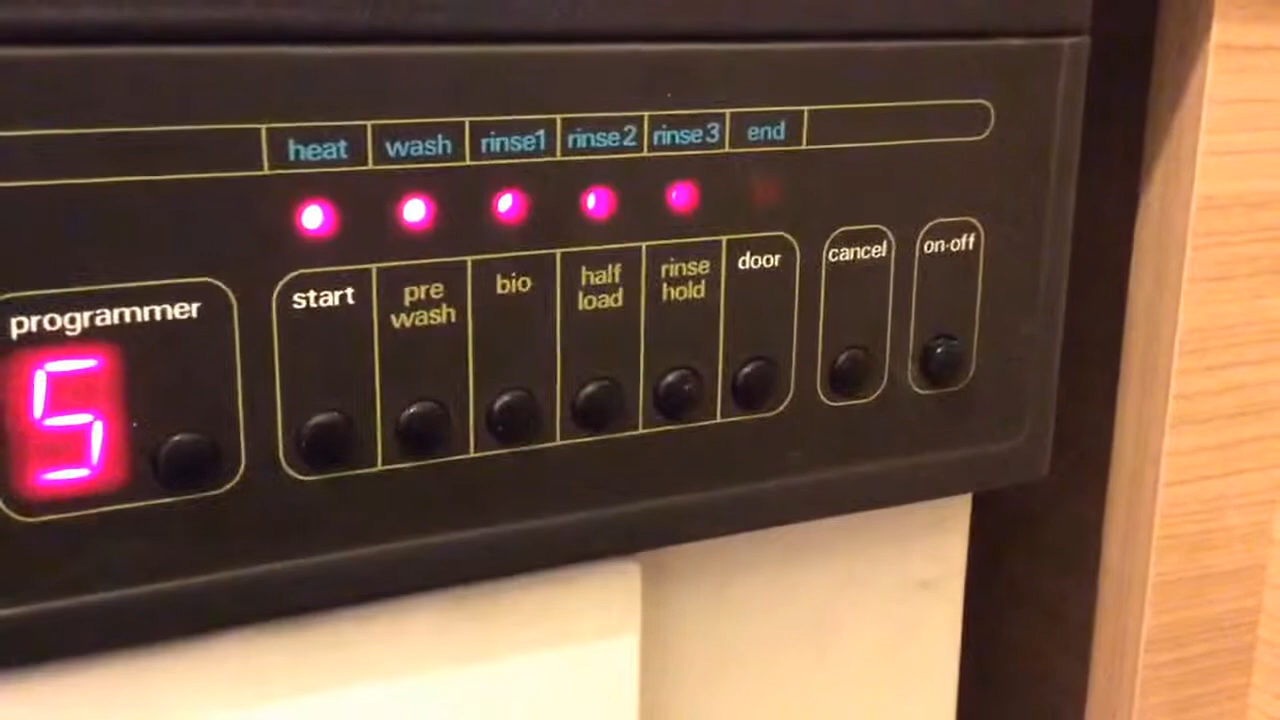 heat wash rinse1 rinse2 rinse3 end
programmer
5
start
pre
wash
bio
half
load
rinse
hold
door
cancel
on·off